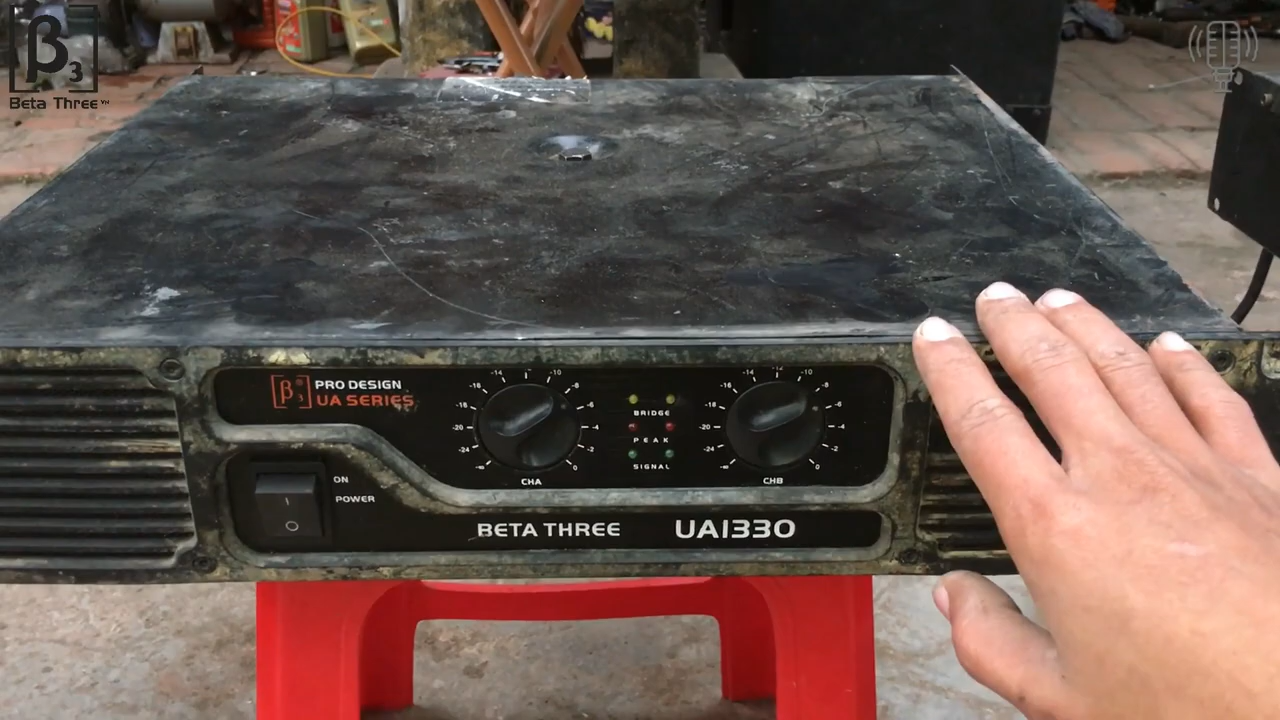 β3
Beta Three™
[β3®] PRO DESIGN
UA SERIES
-14 -12 -10
-16 -8
-18 -6
-20 -4
-24 -2
-∞ 0
CHA
BRIDGE
PEAK
SIGNAL
-14 -12 -10
-16 -8
-18 -6
-20 -4
-24 -2
-∞ 0
CHB
ON
POWER
BETA THREE UA1330